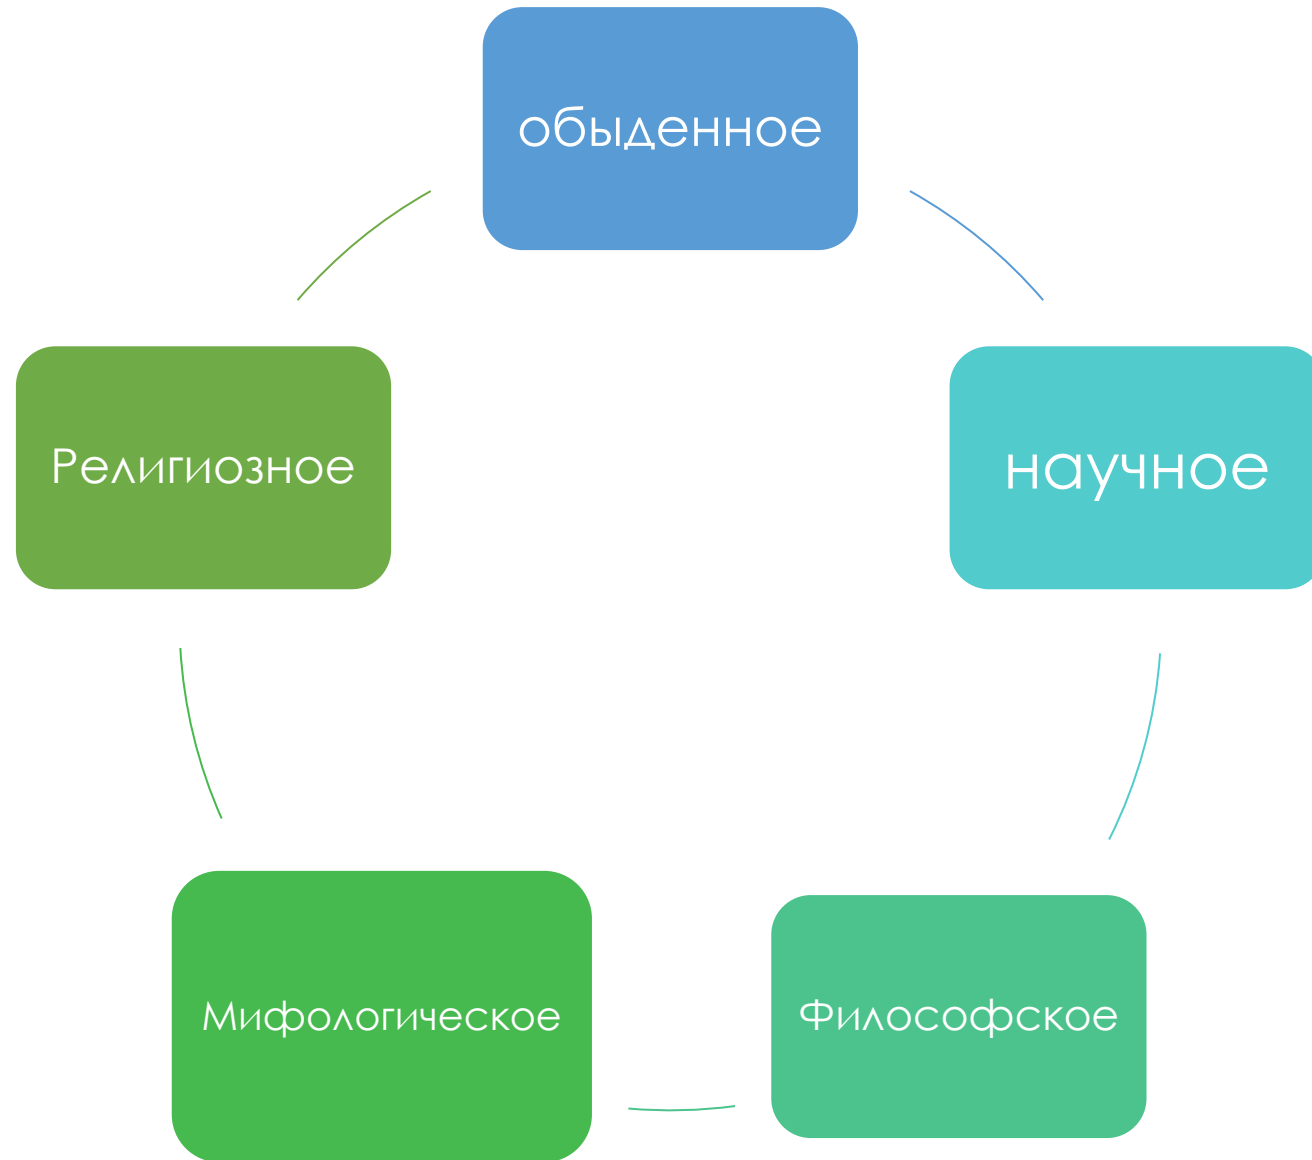 обыденное
Религиозное
научное
Мифологическое
Философское